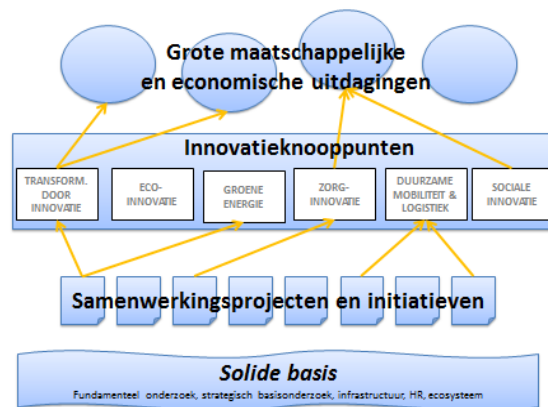 Grote maatschappelijke
en economische uitdagingen
Innovatieknooppunten
TRANSFORM.
DOOR
INNOVATIE
ECO-
INNOVATIE
GROENE
ENERGIE
ZORG-
INNOVATIE
DUURZAME
MOBILITEIT &
LOGISTIEK
SOCIALE
INNOVATIE
Samenwerkingsprojecten en initiatieven
Solide basis
Fundamenteel onderzoek, strategisch basisonderzoek, infrastructuur, HR, ecosysteem